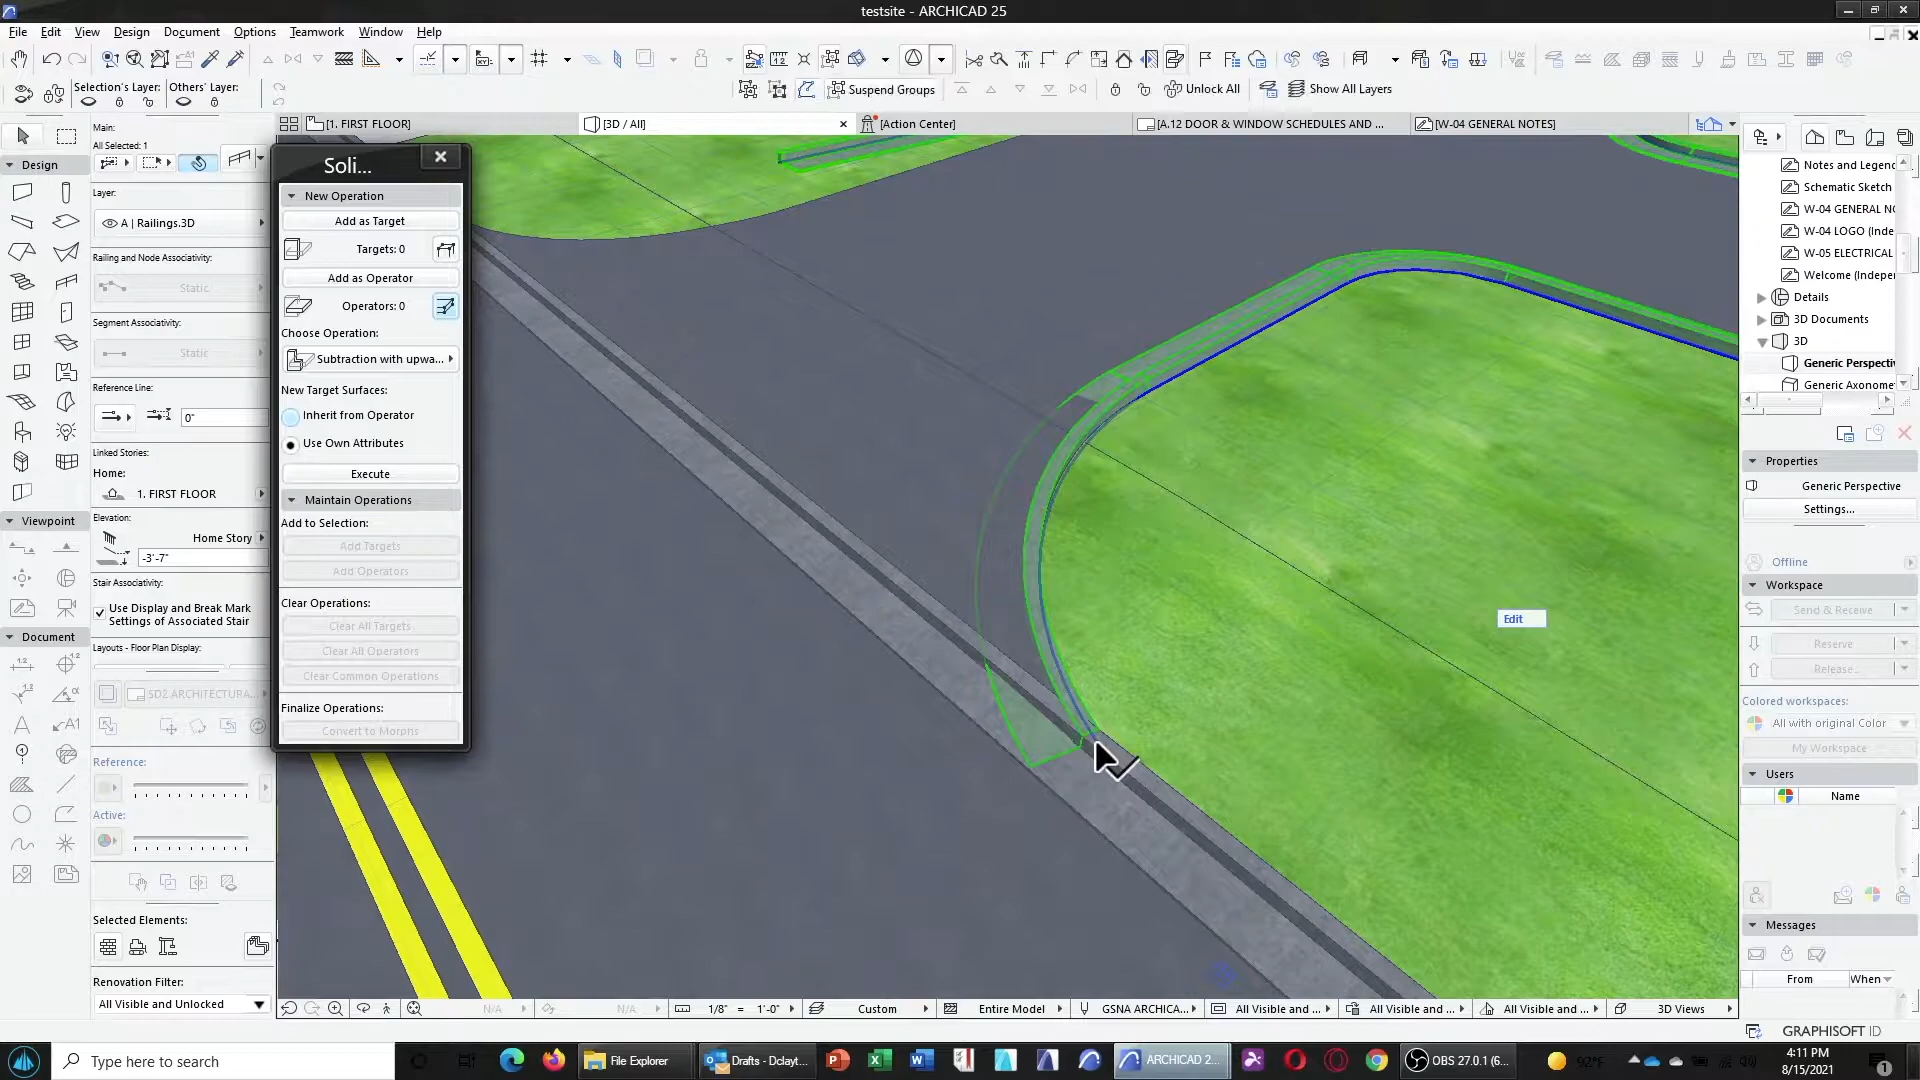 testsite - ARCHICAD 25
File Edit View Design Document Options Teamwork Window Help
Selection's Layer: Others' Layer:
Suspend Groups Unlock All Show All Layers
[1. FIRST FLOOR] [3D / All] [Action Center] [A.12 DOOR & WINDOW SCHEDULES AND ... [W-04 GENERAL NOTES]
Main:
All Selected: 1
Design
Viewpoint
Document
Layer:
A | Railings.3D
Railing and Node Associativity:
Static
Segment Associativity:
Static
Reference Line:
0"
Linked Stories:
Home:
1. FIRST FLOOR
Elevation:
Home Story
-3'-7"
Stair Associativity:
Use Display and Break Mark
Settings of Associated Stair
Layouts - Floor Plan Display:
SD2 ARCHITECTURA...
Reference:
Active:
Selected Elements:
Renovation Filter:
All Visible and Unlocked
Soli...
New Operation
Add as Target
Targets: 0
Add as Operator
Operators: 0
Choose Operation:
Subtraction with upwa...
New Target Surfaces:
Inherit from Operator
Use Own Attributes
Execute
Maintain Operations
Add to Selection:
Add Targets
Add Operators
Clear Operations:
Clear All Targets
Clear All Operators
Clear Common Operations
Finalize Operations:
Convert to Morphs
Edit
Notes and Legend
Schematic Sketch
W-04 GENERAL NO
W-04 LOGO (Inde
W-05 ELECTRICAL
Welcome (Indepen
Details
3D Documents
3D
Generic Perspecti
Generic Axonome
Properties
Generic Perspective
Settings...
Offline
Workspace
Send & Receive
Reserve
Release...
Colored workspaces:
All with original Color
My Workspace
Users
Name
Messages
From When
N/A N/A 1/8" = 1'-0" Custom Entire Model GSNA ARCHICA... All Visible and ... All Visible and ... All Visible and ... 3D Views
GRAPHISOFT ID
Type here to search
File Explorer
Drafts - Dclayt...
ARCHICAD 2...
OBS 27.0.1 (6...
92°F
4:11 PM
8/15/2021